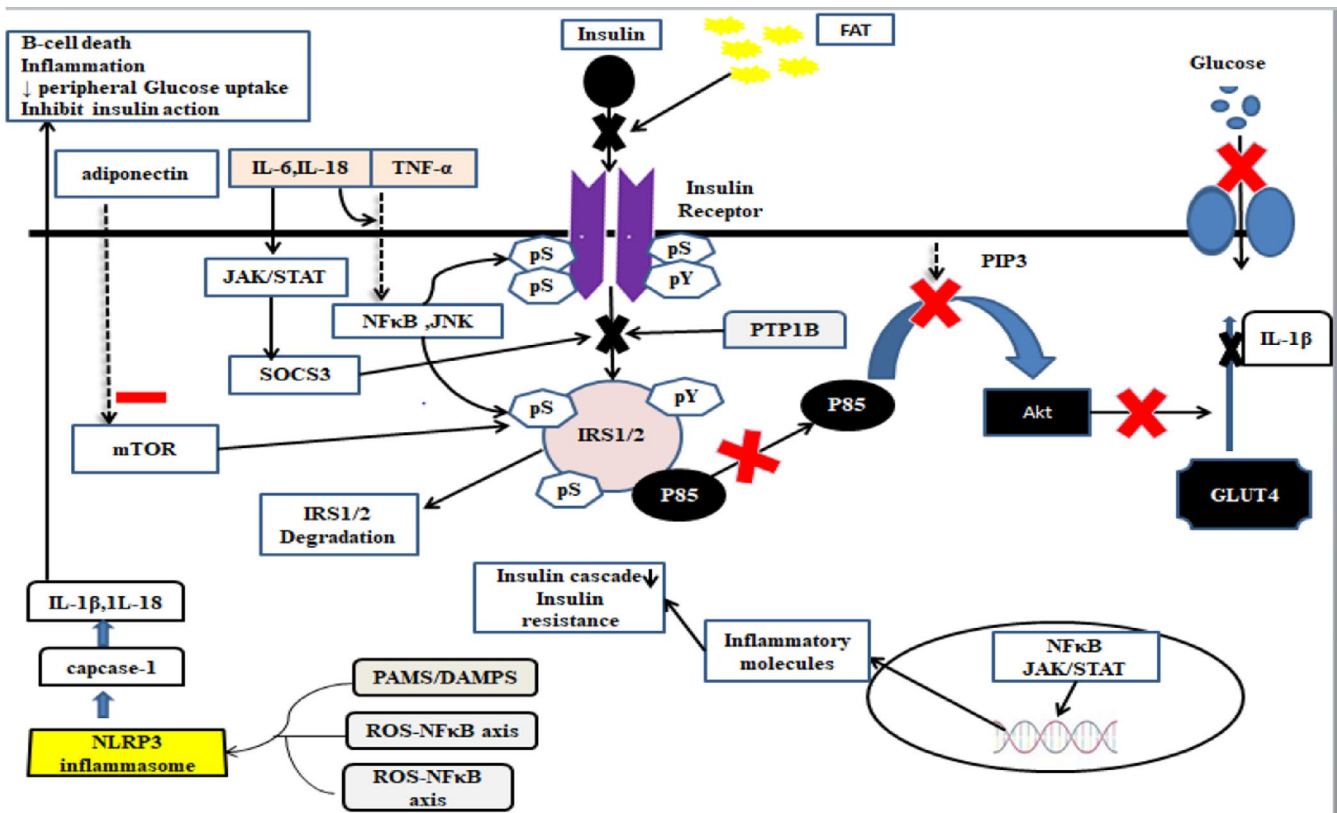 B-cell death
Inflammation
↓ peripheral Glucose uptake
Inhibit insulin action
Insulin
FAT
Glucose
adiponectin
IL-6,IL-18
TNF-α
Insulin
Receptor
pS
pS
pS
pY
PIP3
JAK/STAT
NFκB ,JNK
PTP1B
IL-1β
SOCS3
pS
pY
IRS1/2
P85
Akt
mTOR
pS
P85
GLUT4
IRS1/2
Degradation
IL-1β,1L-18
Insulin cascade↓
Insulin
resistance
Inflammatory
molecules
NFκB
JAK/STAT
capcase-1
PAMS/DAMPS
ROS-NFκB axis
NLRP3
inflammasome
ROS-NFκB
axis